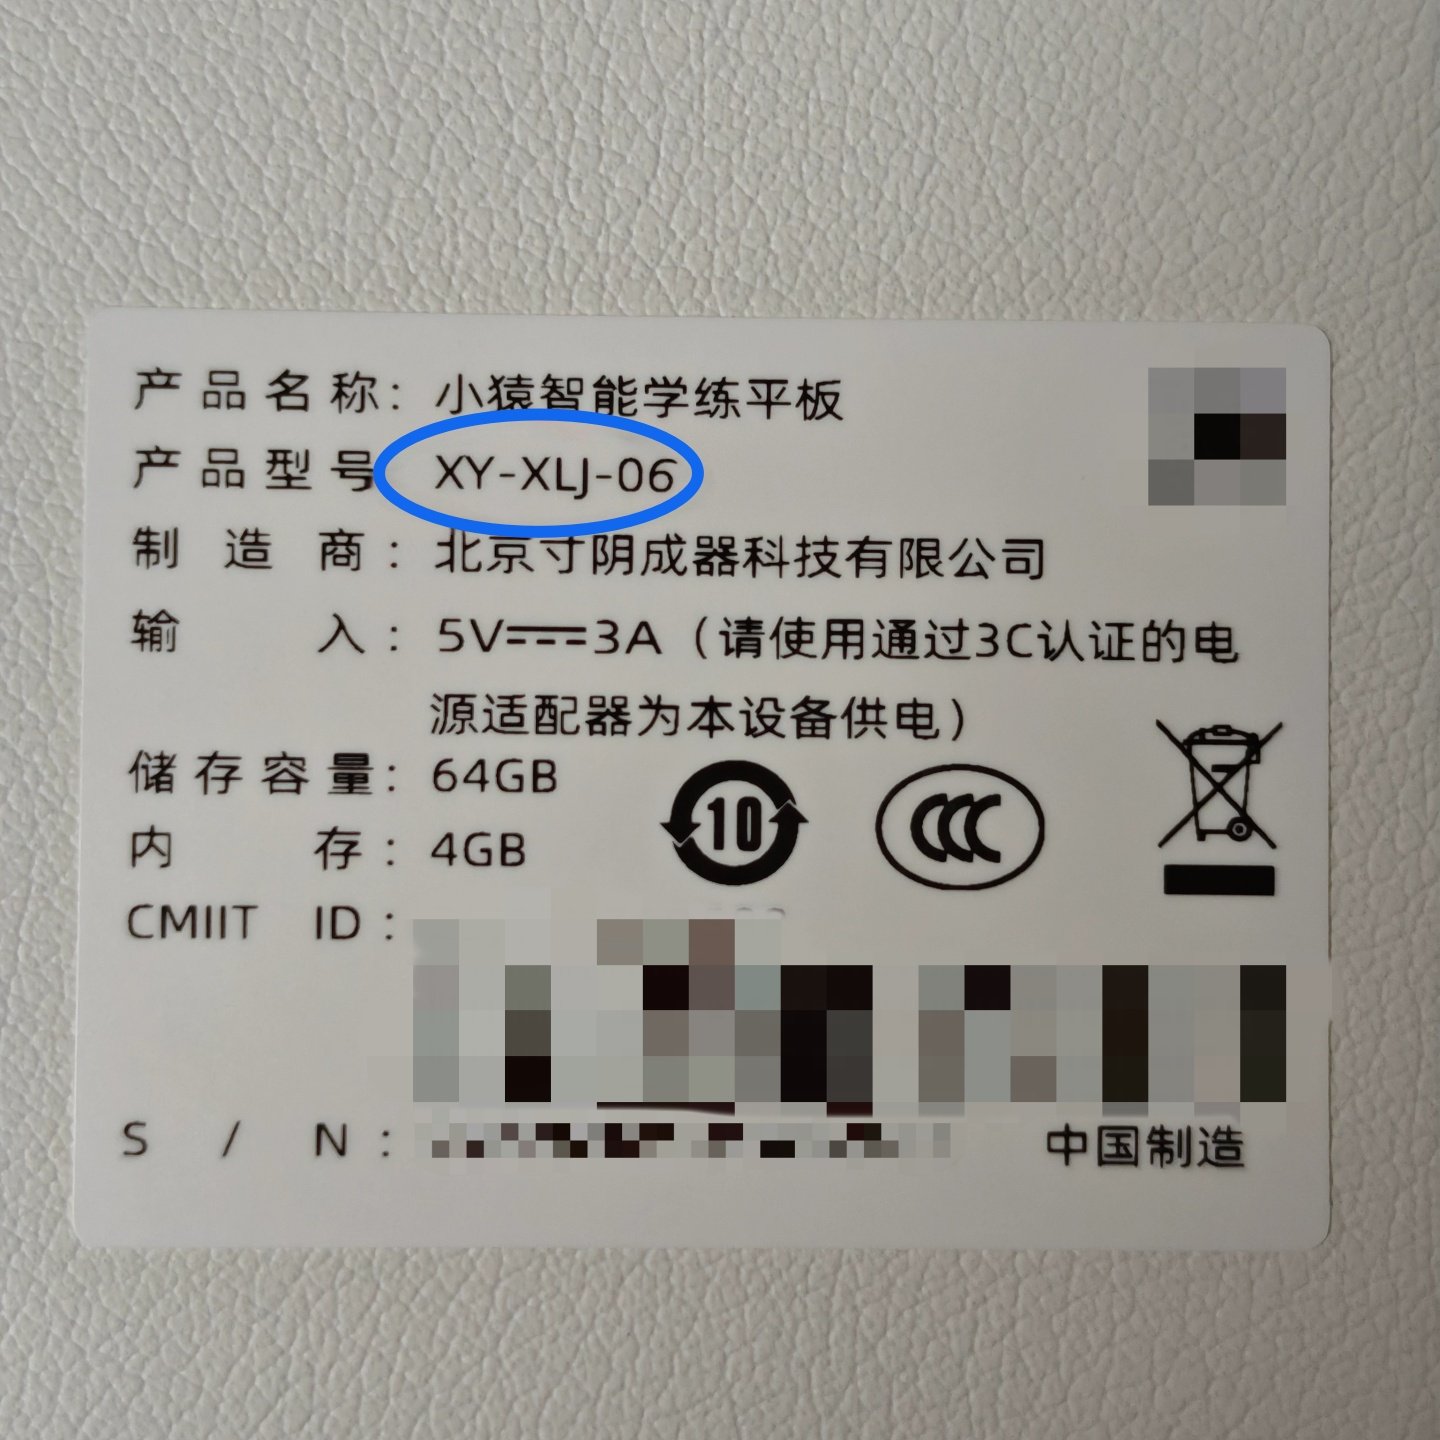 产品名称：小猿智能学练平板
产品型号 XY-XLJ-06
制造商：北京寸阴成器科技有限公司
输入：5V⎓3A（请使用通过3C认证的电
源适配器为本设备供电）
储存容量：64GB
内存：4GB
10
CCC
CMIIT ID：
S/N：
中国制造